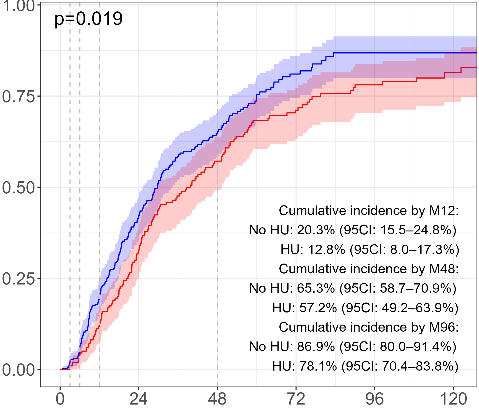 1.00
p=0.019
0.75
0.50
0.25
0.00
Cumulative incidence by M12:
No HU: 20.3% (95CI: 15.5–24.8%)
HU: 12.8% (95CI: 8.0–17.3%)
Cumulative incidence by M48:
No HU: 65.3% (95CI: 58.7–70.9%)
HU: 57.2% (95CI: 49.2–63.9%)
Cumulative incidence by M96:
No HU: 86.9% (95CI: 80.0–91.4%)
HU: 78.1% (95CI: 70.4–83.8%)
0 24 48 72 96 120